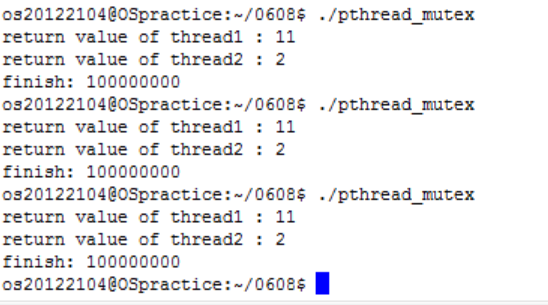 os20122104@OSpractice:~/0608$ ./pthread_mutex
return value of thread1 : 11
return value of thread2 : 2
finish: 100000000
os20122104@OSpractice:~/0608$ ./pthread_mutex
return value of thread1 : 11
return value of thread2 : 2
finish: 100000000
os20122104@OSpractice:~/0608$ ./pthread_mutex
return value of thread1 : 11
return value of thread2 : 2
finish: 100000000
os20122104@OSpractice:~/0608$